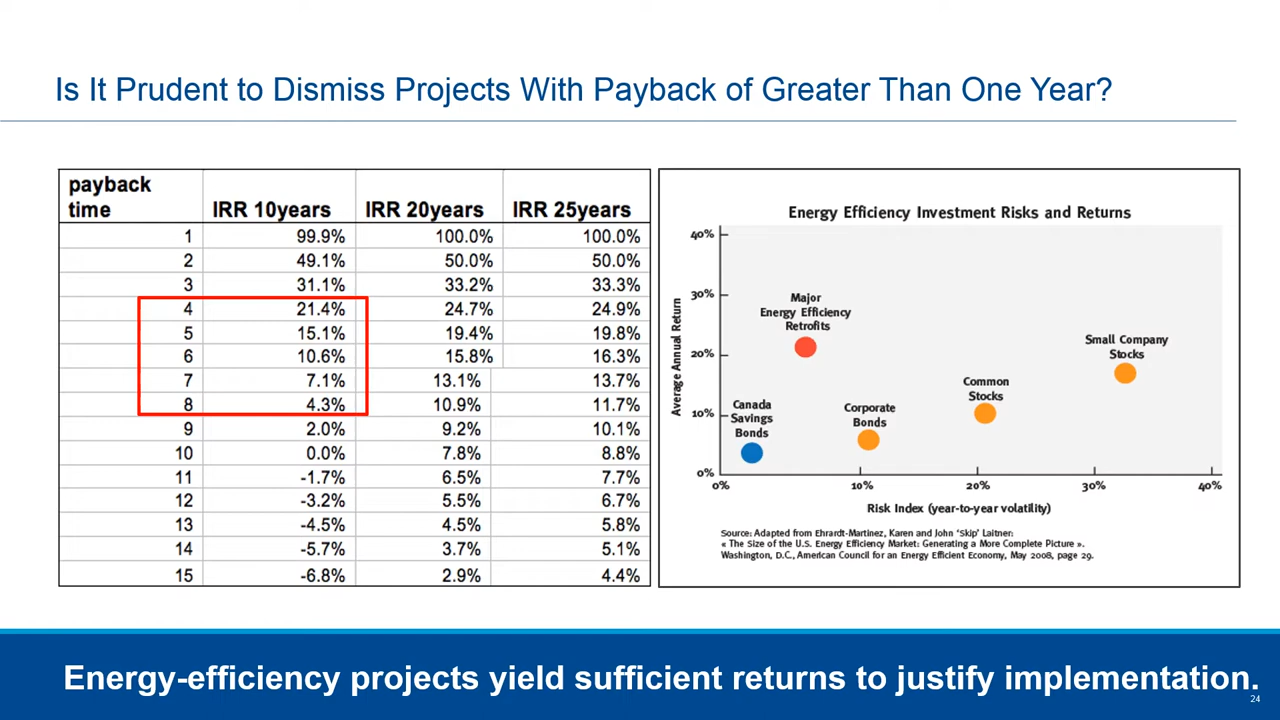 Is It Prudent to Dismiss Projects With Payback of Greater Than One Year?
payback
time IRR 10years IRR 20years IRR 25years
1 99.9% 100.0% 100.0%
2 49.1% 50.0% 50.0%
3 31.1% 33.2% 33.3%
4 21.4% 24.7% 24.9%
5 15.1% 19.4% 19.8%
6 10.6% 15.8% 16.3%
7 7.1% 13.1% 13.7%
8 4.3% 10.9% 11.7%
9 2.0% 9.2% 10.1%
10 0.0% 7.8% 8.8%
11 -1.7% 6.5% 7.7%
12 -3.2% 5.5% 6.7%
13 -4.5% 4.5% 5.8%
14 -5.7% 3.7% 5.1%
15 -6.8% 2.9% 4.4%
Energy Efficiency Investment Risks and Returns
40%
30%
20%
10%
0%
Average Annual Return
Major
Energy Efficiency
Retrofits
Small Company
Stocks
Common
Stocks
Canada
Savings
Bonds
Corporate
Bonds
0% 10% 20% 30% 40%
Risk Index (year-to-year volatility)
Source: Adapted from Ehrardt-Martinez, Karen and John ‘Skip’ Laitner:
« The Size of the U.S. Energy Efficiency Market: Generating a More Complete Picture ».
Washington, D.C., American Council for an Energy Efficient Economy, May 2008, page 29.
Energy-efficiency projects yield sufficient returns to justify implementation.
24